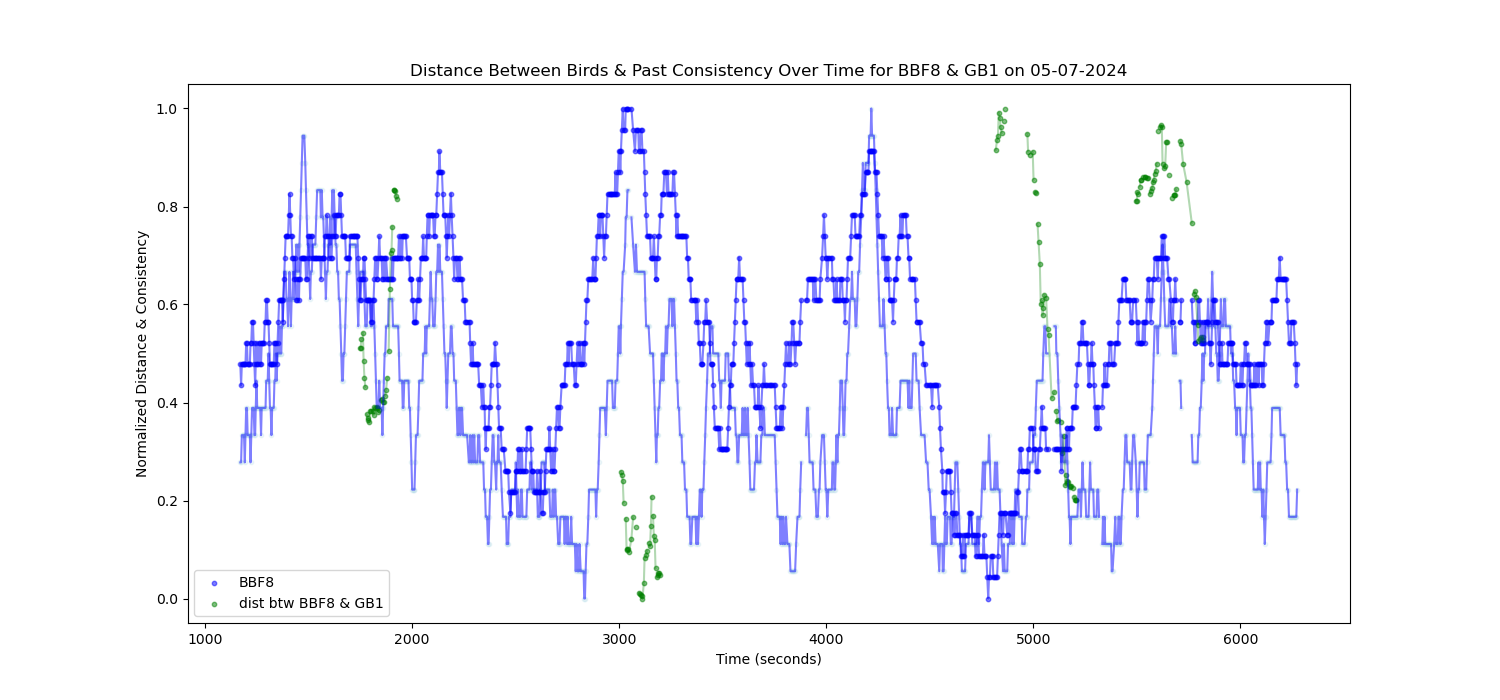 Distance Between Birds & Past Consistency Over Time for BBF8 & GB1 on 05-07-2024
Normalized Distance & Consistency
1.0
0.8
0.6
0.4
0.2
0.0
BBF8
dist btw BBF8 & GB1
1000 2000 3000 4000 5000 6000
Time (seconds)